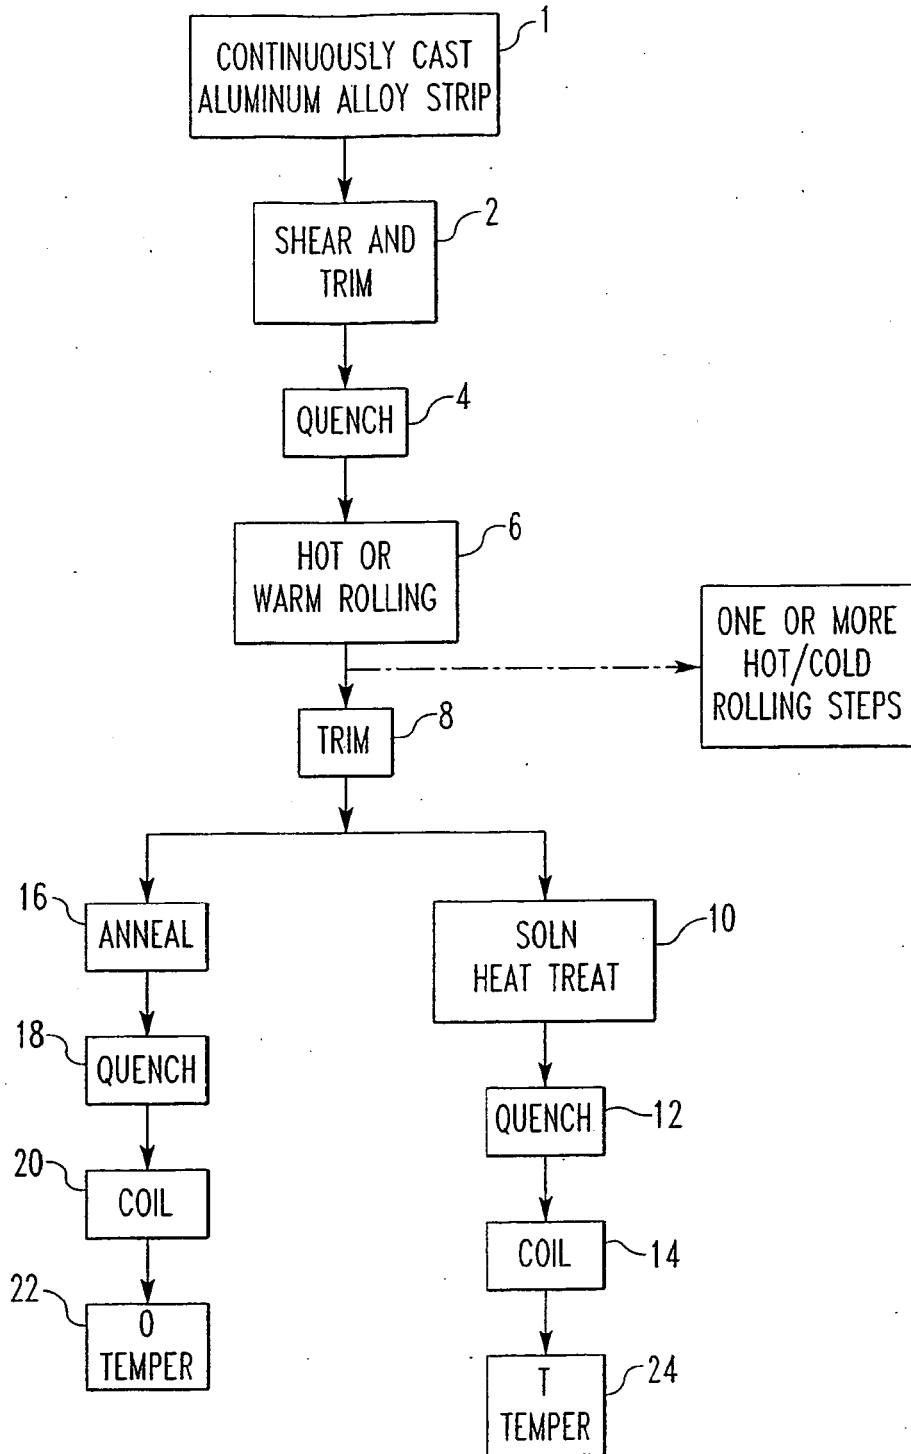 1
CONTINUOUSLY CAST
ALUMINUM ALLOY STRIP
2
SHEAR AND
TRIM
4
QUENCH
6
HOT OR
WARM ROLLING
ONE OR MORE
HOT/COLD
ROLLING STEPS
8
TRIM
16
ANNEAL
18
QUENCH
20
COIL
22
O
TEMPER
10
SOLN
HEAT TREAT
12
QUENCH
14
COIL
24
T
TEMPER